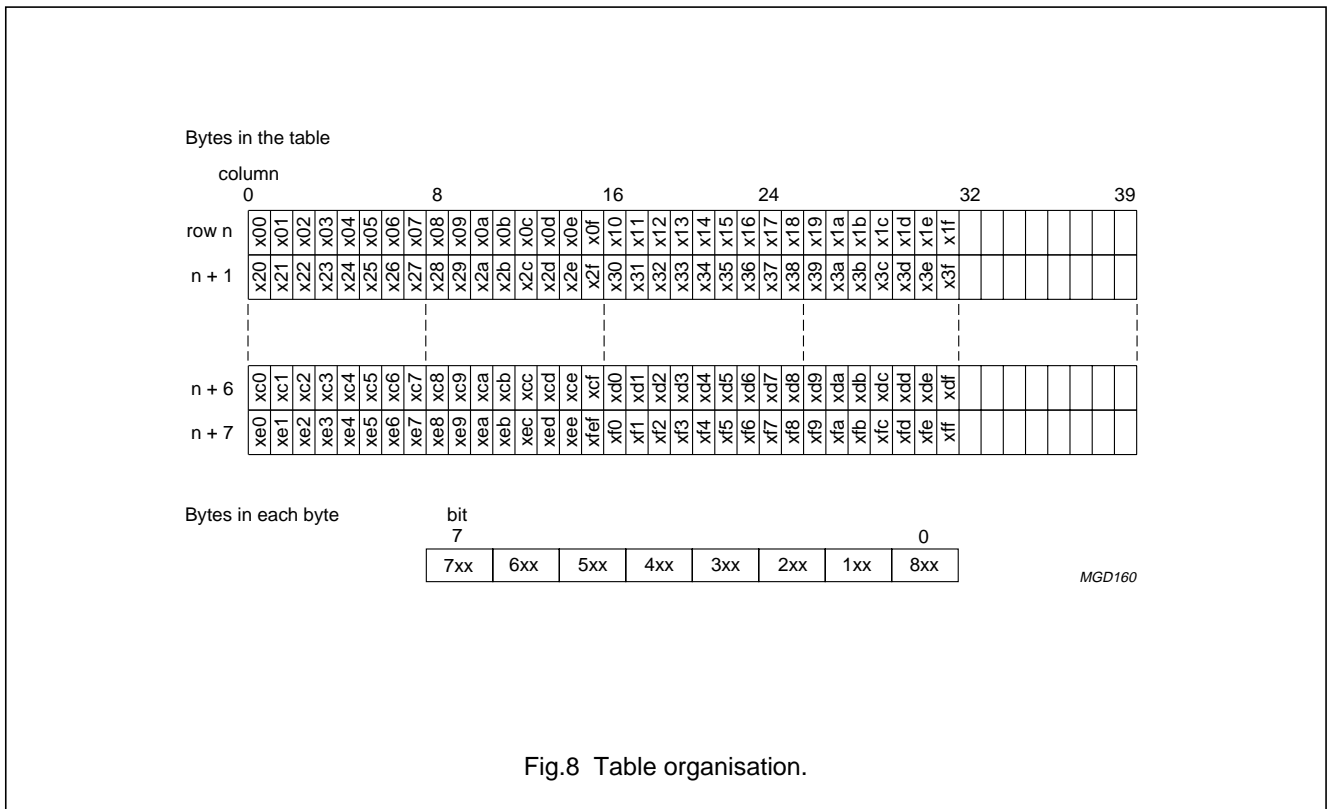 Bytes in the table
column
0 8 16 24 32 39
row n x00 x01 x02 x03 x04 x05 x06 x07 x08 x09 x0a x0b x0c x0d x0e x0f x10 x11 x12 x13 x14 x15 x16 x17 x18 x19 x1a x1b x1c x1d x1e x1f
n + 1 x20 x21 x22 x23 x24 x25 x26 x27 x28 x29 x2a x2b x2c x2d x2e x2f x30 x31 x32 x33 x34 x35 x36 x37 x38 x39 x3a x3b x3c x3d x3e x3f
n + 6 xc0 xc1 xc2 xc3 xc4 xc5 xc6 xc7 xc8 xc9 xca xcb xcc xcd xce xcf xd0 xd1 xd2 xd3 xd4 xd5 xd6 xd7 xd8 xd9 xda xdb xdc xdd xde xdf
n + 7 xe0 xe1 xe2 xe3 xe4 xe5 xe6 xe7 xe8 xe9 xea xeb xec xed xee xfef xf0 xf1 xf2 xf3 xf4 xf5 xf6 xf7 xf8 xf9 xfa xfb xfc xfd xfe xff
Bytes in each byte bit
7 0
7xx 6xx 5xx 4xx 3xx 2xx 1xx 8xx
MGD160
Fig.8 Table organisation.